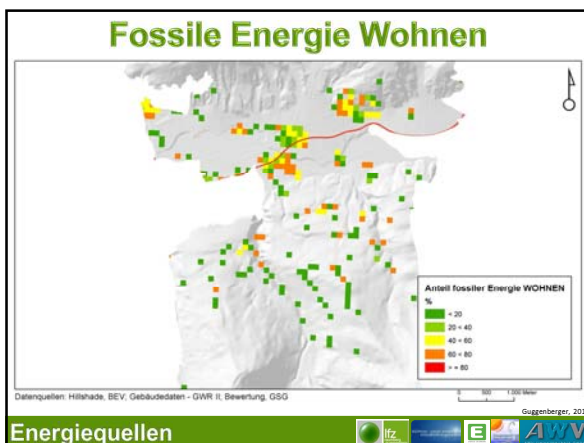 Fossile Energie Wohnen
Anteil fossiler Energie WOHNEN
%
< 20
20 < 40
40 < 60
60 < 80
> = 80
Datenquellen: Hillshade, BEV; Gebäudedaten - GWR II; Bewertung, GSG
0 500 1.000 Meter
Guggenberger, 201
Energiequellen
lfz
E
AWV